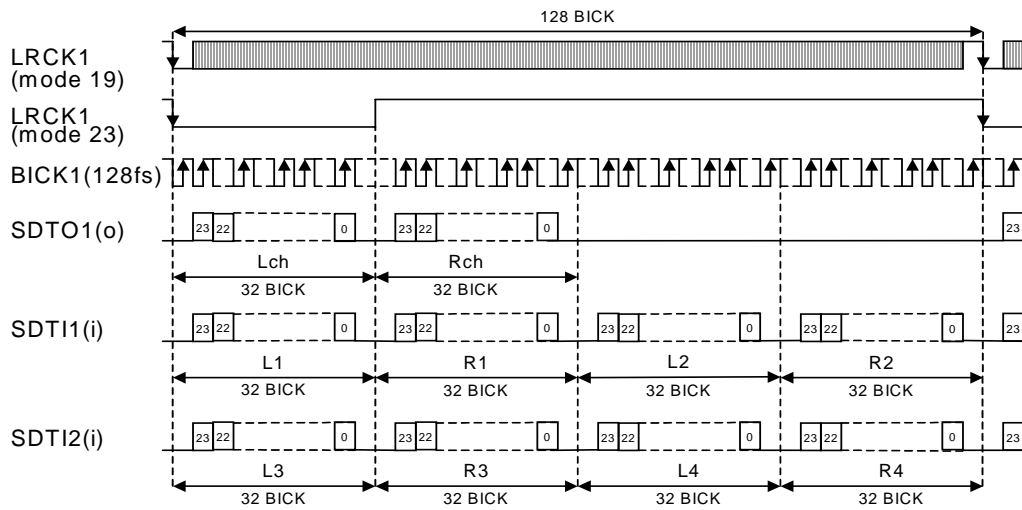 128 BICK
LRCK1
(mode 19)
LRCK1
(mode 23)
BICK1(128fs)
SDTO1(o)
23 22 0 23 22 0 23
Lch Rch
32 BICK 32 BICK
SDTI1(i)
23 22 0 23 22 0 23 22 0 23 22 0 23
L1 R1 L2 R2
32 BICK 32 BICK 32 BICK 32 BICK
SDTI2(i)
23 22 0 23 22 0 23 22 0 23 22 0 23
L3 R3 L4 R4
32 BICK 32 BICK 32 BICK 32 BICK